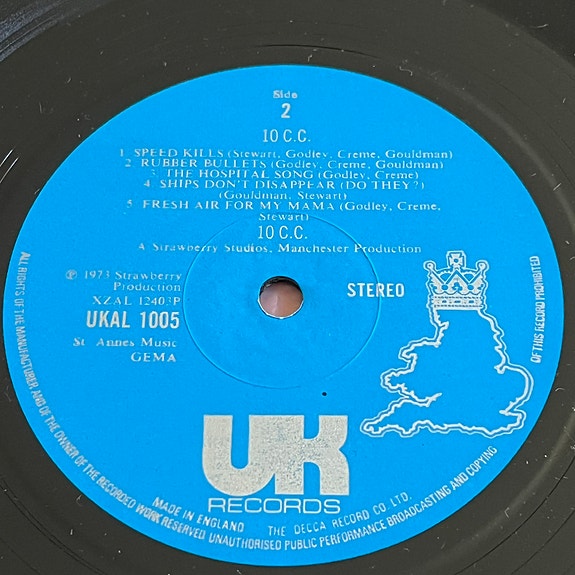 Side
2
10 C.C.
1. SPEED KILLS (Stewart, Godley, Creme, Gouldman)
2. RUBBER BULLETS (Godley, Creme, Gouldman)
3. THE HOSPITAL SONG (Godley, Creme)
4. SHIPS DON'T DISAPPEAR (DO THEY?)
(Gouldman, Stewart)
5. FRESH AIR FOR MY MAMA (Godley, Creme,
Stewart)
10 C.C.
A Strawberry Studios, Manchester Production
℗ 1973 Strawberry
Production
XZAL 12403P
UKAL 1005
St. Annes Music
GEMA
STEREO
UK
RECORDS
MADE IN ENGLAND
THE DECCA RECORD CO. LTD.
ALL RIGHTS OF THE MANUFACTURER AND OF THE OWNER OF THE RECORDED WORK RESERVED. UNAUTHORISED PUBLIC PERFORMANCE BROADCASTING AND COPYING OF THIS RECORD PROHIBITED